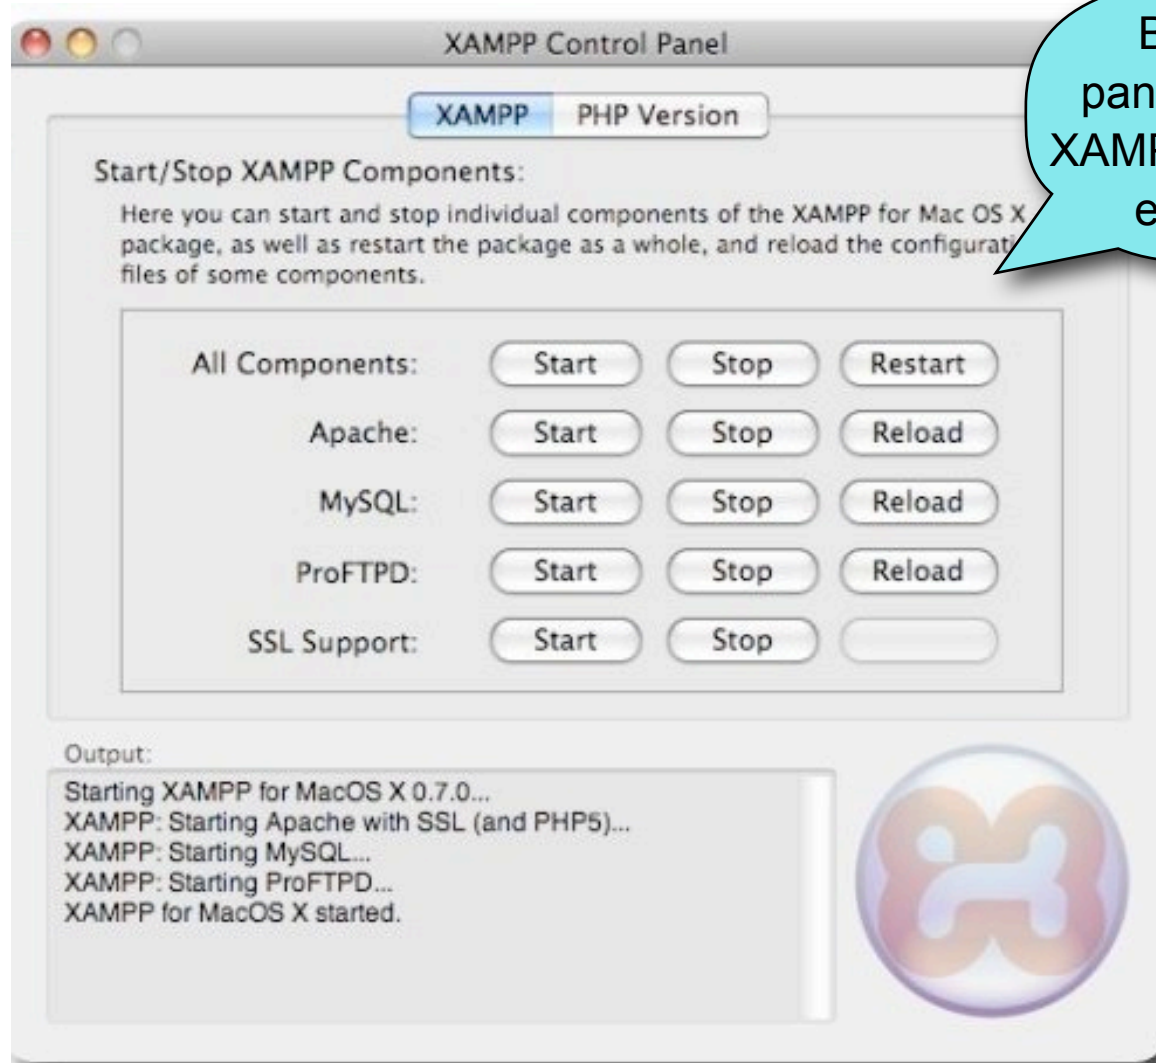 XAMPP Control Panel
XAMPP PHP Version
Start/Stop XAMPP Components:
Here you can start and stop individual components of the XAMPP for Mac OS X
package, as well as restart the package as a whole, and reload the
files of some components.
All Components: Start Stop Restart
Apache: Start Stop Reload
MySQL: Start Stop Reload
ProFTPD: Start Stop Reload
SSL Support: Start Stop
Output:
Starting XAMPP for MacOS X 0.7.0...
XAMPP: Starting Apache with SSL (and PHP5)...
XAMPP: Starting MySQL...
XAMPP: Starting ProFTPD...
XAMPP for MacOS X started.